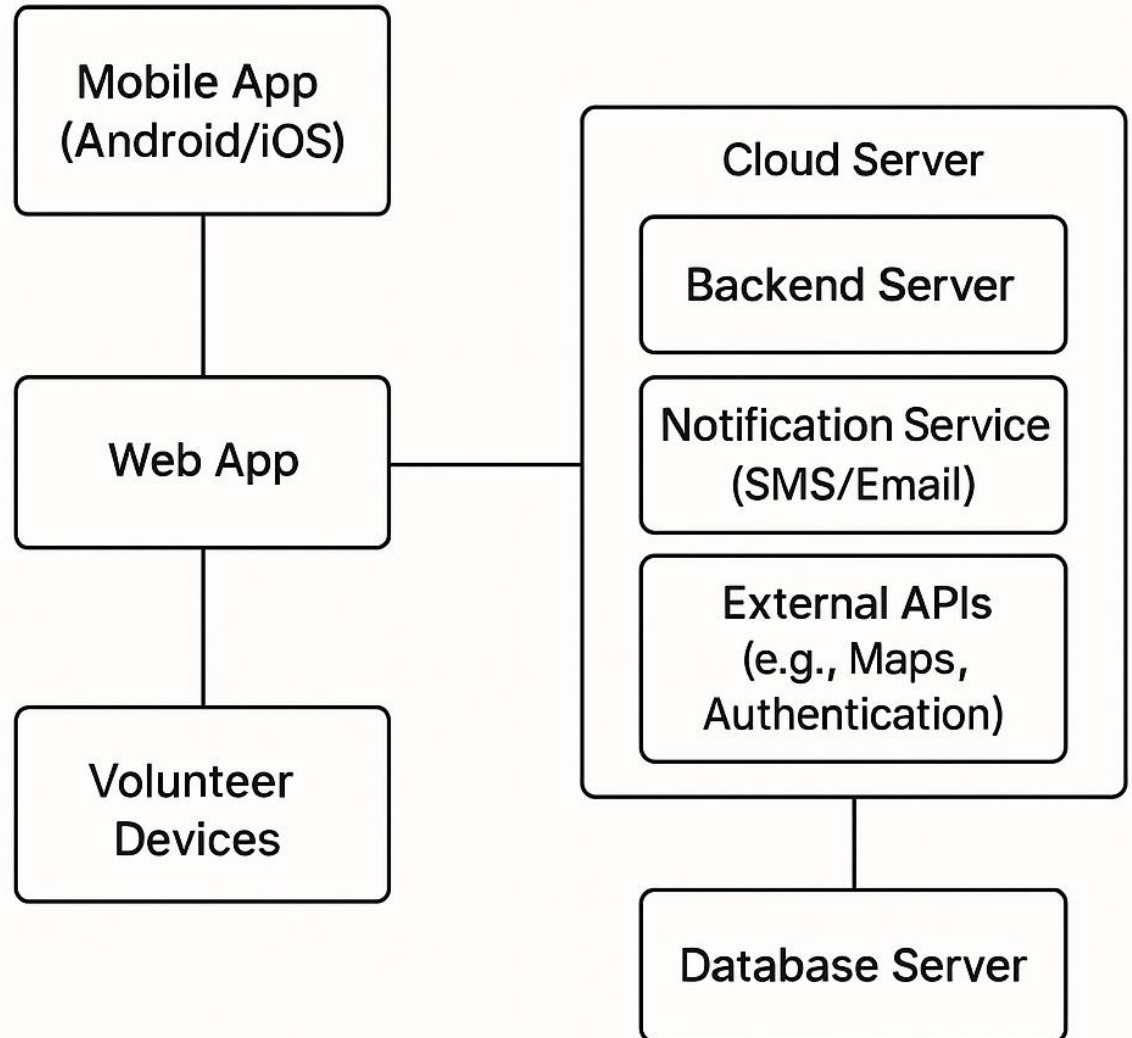 Mobile App
(Android/iOS)
Web App
Volunteer
Devices
Cloud Server
Backend Server
Notification Service
(SMS/Email)
External APIs
(e.g., Maps,
Authentication)
Database Server